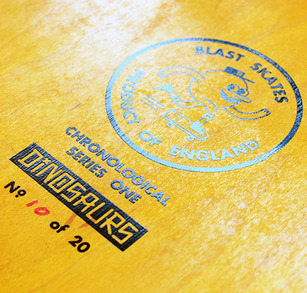 BLAST SKATES
PRODUCT OF ENGLAND
CHRONOLOGICAL
SERIES ONE
DINOSAURS
Nº 10 of 20